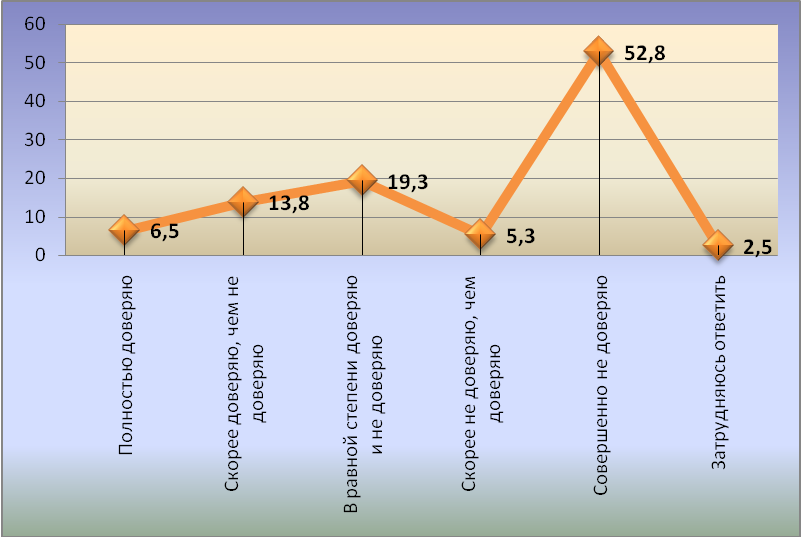 60
50
40
30
20
10
0
6,5
13,8
19,3
5,3
52,8
2,5
Полностью доверяю
Скорее доверяю, чем не
доверяю
В равной степени доверяю
и не доверяю
Скорее не доверяю, чем
доверяю
Совершенно не доверяю
Затрудняюсь ответить